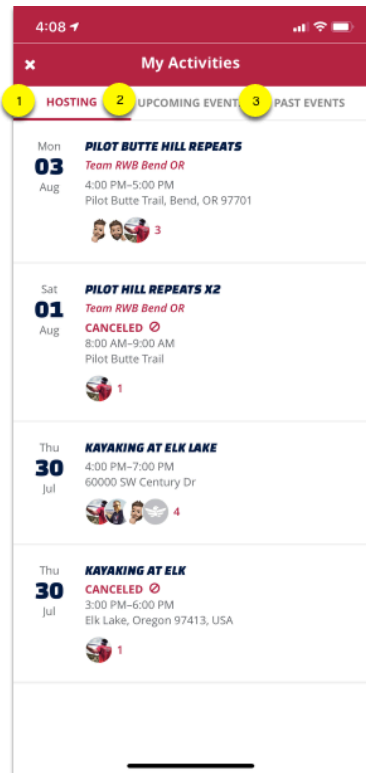 4:08
My Activities
1 HOSTING 2 UPCOMING EVENT 3 PAST EVENTS
Mon
03
Aug
PILOT BUTTE HILL REPEATS
Team RWB Bend OR
4:00 PM–5:00 PM
Pilot Butte Trail, Bend, OR 97701
3
Sat
01
Aug
PILOT HILL REPEATS X2
Team RWB Bend OR
CANCELED
8:00 AM–9:00 AM
Pilot Butte Trail
1
Thu
30
Jul
KAYAKING AT ELK LAKE
4:00 PM–7:00 PM
60000 SW Century Dr
4
Thu
30
Jul
KAYAKING AT ELK
CANCELED
3:00 PM–6:00 PM
Elk Lake, Oregon 97413, USA
1